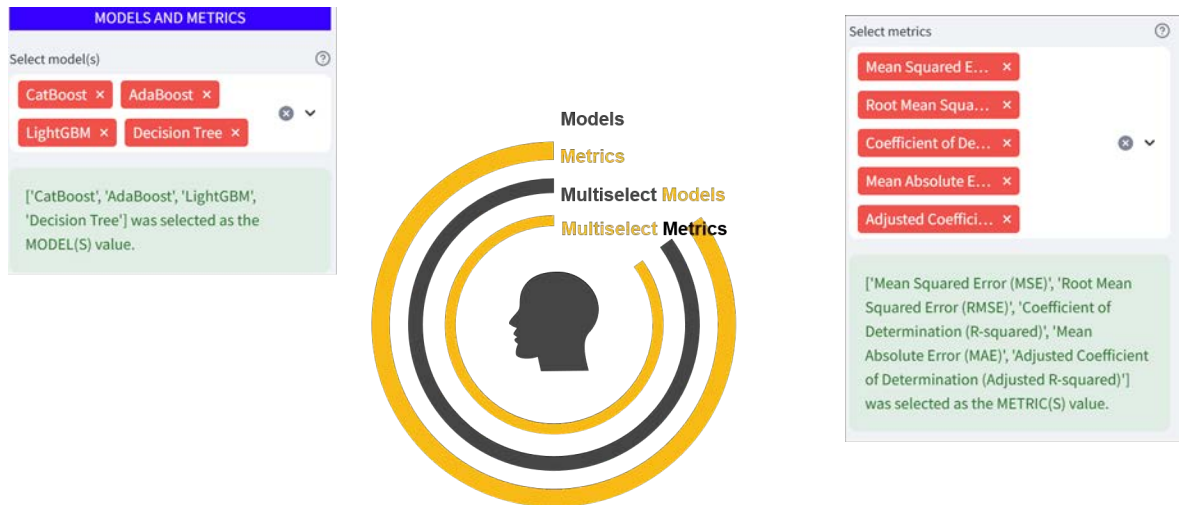 MODELS AND METRICS
Select model(s)
CatBoost × AdaBoost ×
LightGBM × Decision Tree ×
['CatBoost', 'AdaBoost', 'LightGBM',
'Decision Tree'] was selected as the
MODEL(S) value.
Models
Metrics
Multiselect Models
Multiselect Metrics
Select metrics
Mean Squared E... ×
Root Mean Squa... ×
Coefficient of De... ×
Mean Absolute E... ×
Adjusted Coeffici... ×
['Mean Squared Error (MSE)', 'Root Mean
Squared Error (RMSE)', 'Coefficient of
Determination (R-squared)', 'Mean
Absolute Error (MAE)', 'Adjusted Coefficient
of Determination (Adjusted R-squared)']
was selected as the METRIC(S) value.